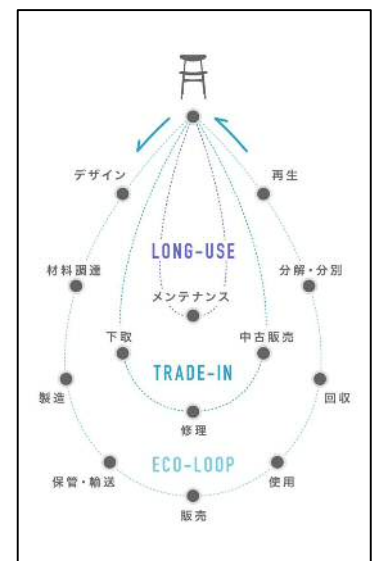 デザイン
再生
LONG-USE
材料調達
分解・分別
メンテナンス
下取
中古販売
TRADE-IN
製造
回収
修理
ECO-LOOP
保管・輸送
使用
販売